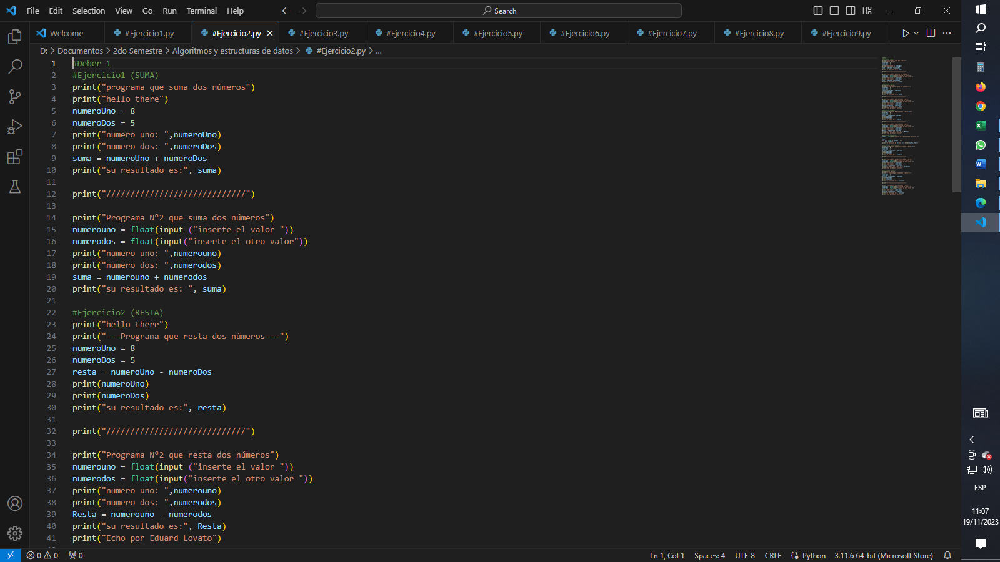 File Edit Selection View Go Run Terminal Help
Search
Welcome #Ejercicio1.py #Ejercicio2.py #Ejercicio3.py #Ejercicio4.py #Ejercicio5.py #Ejercicio6.py #Ejercicio7.py #Ejercicio8.py #Ejercicio9.py
D: > Documentos > 2do Semestre > Algoritmos y estructuras de datos > #Ejercicio2.py > ...
1 #Deber 1
2 #Ejercicio1 (SUMA)
3 print("programa que suma dos números")
4 print("hello there")
5 numeroUno = 8
6 numeroDos = 5
7 print("numero uno: ",numeroUno)
8 print("numero dos: ",numeroDos)
9 suma = numeroUno + numeroDos
10 print("su resultado es:", suma)
11
12 print("/////////////////////////////")
13
14 print("Programa Nº2 que suma dos números")
15 numerouno = float(input ("inserte el valor "))
16 numerodos = float(input("inserte el otro valor"))
17 print("numero uno: ",numerouno)
18 print("numero dos: ",numerodos)
19 suma = numerouno + numerodos
20 print("su resultado es: ", suma)
21
22 #Ejercicio2 (RESTA)
23 print("hello there")
24 print("---Programa que resta dos números---")
25 numeroUno = 8
26 numeroDos = 5
27 resta = numeroUno - numeroDos
28 print(numeroUno)
29 print(numeroDos)
30 print("su resultado es:", resta)
31
32 print("/////////////////////////////")
33
34 print("Programa Nº2 que resta dos números")
35 numerouno = float(input ("inserte el valor "))
36 numerodos = float(input("inserte el otro valor "))
37 print("numero uno: ",numerouno)
38 print("numero dos: ",numerodos)
39 Resta = numerouno - numerodos
40 print("su resultado es:", Resta)
41 print("Echo por Eduard Lovato")
0 0 0
Ln 1, Col 1 Spaces: 4 UTF-8 CRLF Python 3.11.6 64-bit (Microsoft Store)
ESP
11:07
19/11/2023